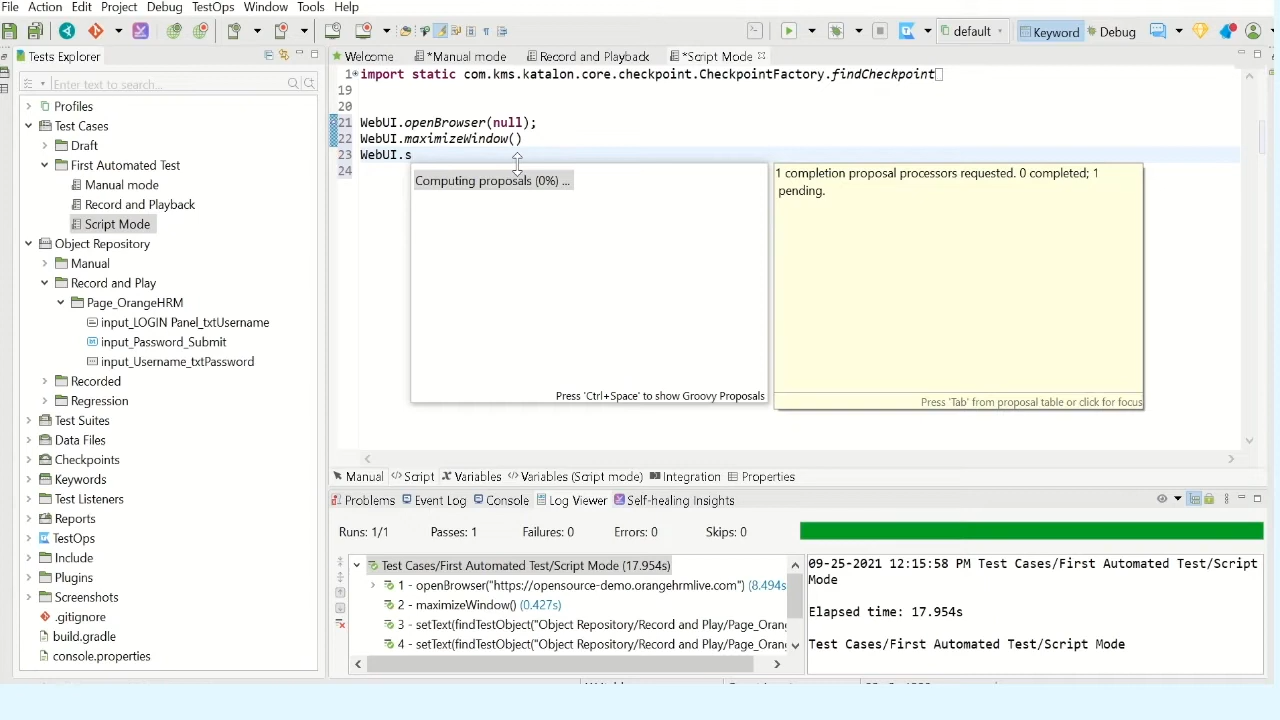 File Action Edit Project Debug TestOps Window Tools Help
default
Keyword
Debug
Tests Explorer
Enter text to search...
Profiles
Test Cases
Draft
First Automated Test
Manual mode
Record and Playback
Script Mode
Object Repository
Manual
Record and Play
Page_OrangeHRM
input_LOGIN Panel_txtUsername
input_Password_Submit
input_Username_txtPassword
Recorded
Regression
Test Suites
Data Files
Checkpoints
Keywords
Test Listeners
Reports
TestOps
Include
Plugins
Screenshots
.gitignore
build.gradle
console.properties
Welcome *Manual mode Record and Playback *Script Mode
1 import static com.kms.katalon.core.checkpoint.CheckpointFactory.findCheckpoint
19
20
21 WebUI.openBrowser(null);
22 WebUI.maximizeWindow()
23 WebUI.s
24
Computing proposals (0%) ...
Press 'Ctrl+Space' to show Groovy Proposals
1 completion proposal processors requested. 0 completed; 1
pending.
Press 'Tab' from proposal table or click for focus
Manual Script Variables Variables (Script mode) Integration Properties
Problems Event Log Console Log Viewer Self-healing Insights
Runs: 1/1 Passes: 1 Failures: 0 Errors: 0 Skips: 0
Test Cases/First Automated Test/Script Mode (17.954s)
1 - openBrowser("https://opensource-demo.orangehrmlive.com") (8.494s
2 - maximizeWindow() (0.427s)
3 - setText(findTestObject("Object Repository/Record and Play/Page_Oran
4 - setText(findTestObject("Object Repository/Record and Play/Page_Oran
09-25-2021 12:15:58 PM Test Cases/First Automated Test/Script
Mode
Elapsed time: 17.954s
Test Cases/First Automated Test/Script Mode